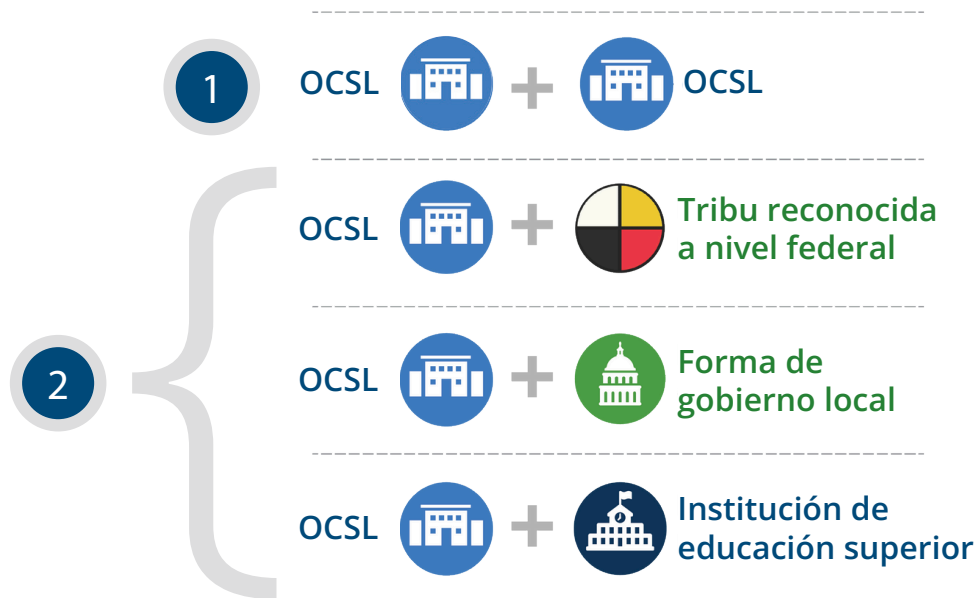 1
OCSL
OCSL
OCSL
Tribu reconocida
a nivel federal
2
OCSL
Forma de
gobierno local
OCSL
Institución de
educación superior